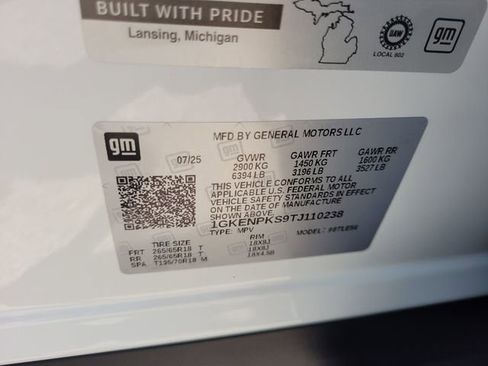 BUILT WITH PRIDE
Lansing, Michigan
UAW
LOCAL 602
gm
gm
MFD BY GENERAL MOTORS LLC
07/25 GVWR GAWR FRT GAWR RR
2900 KG 1450 KG 1600 KG
6394 LB 3196 LB 3527 LB
THIS VEHICLE CONFORMS TO ALL
APPLICABLE U.S. FEDERAL MOTOR
VEHICLE SAFETY STANDARDS IN EFFECT
ON THE DATE OF MANUFACTURE
SHOWN ABOVE.
1GKENPKS9TJ110238
TYPE: MPV MODEL:
TIRE SIZE RIM
FRT 265/65R18 T 18X8J
RR 265/65R18 T 18X8J
SPA T135/70R18 M 18X4.5B